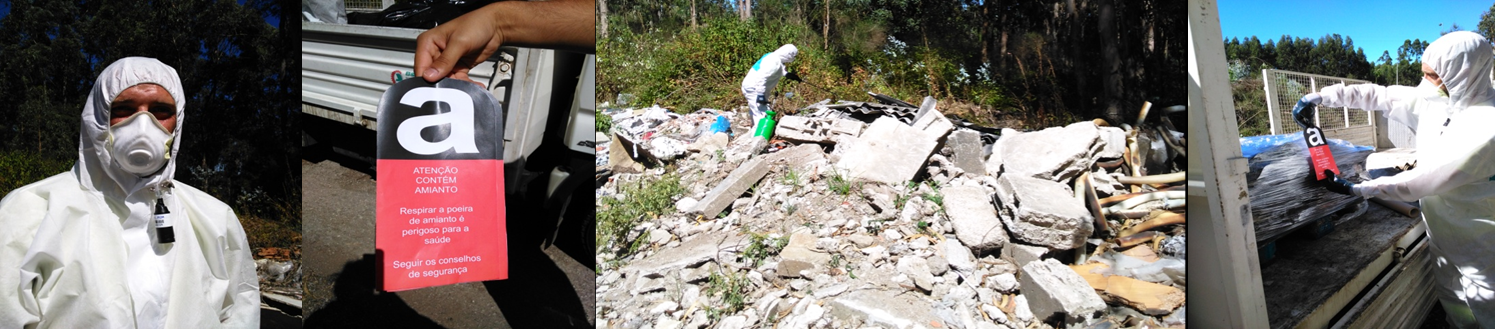 a
ATENÇÃO
CONTÉM
AMIANTO
Respirar a poeira
de amianto é
perigoso para a
saúde
Seguir os conselhos
de segurança
a